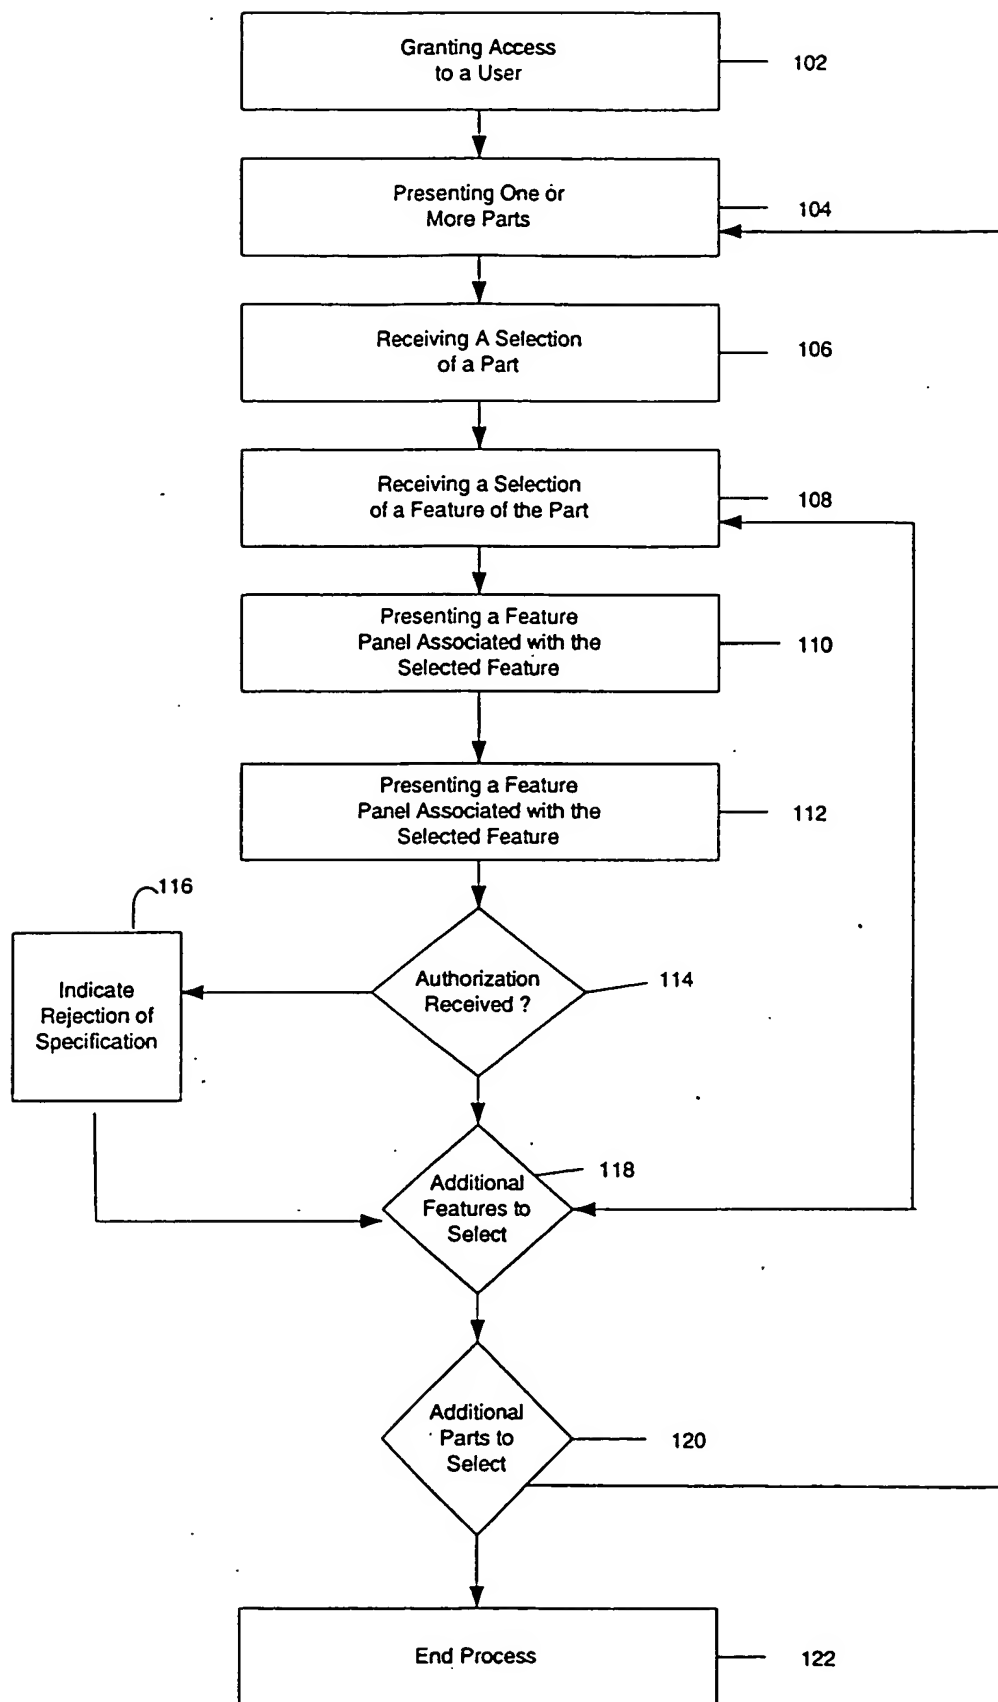 Granting Access
to a User
102
Presenting One or
More Parts
104
Receiving A Selection
of a Part
106
Receiving a Selection
of a Feature of the Part
108
Presenting a Feature
Panel Associated with the
Selected Feature
110
Presenting a Feature
Panel Associated with the
Selected Feature
112
116
Indicate
Rejection of
Specification
Authorization
Received ?
114
Additional
Features to
Select
118
Additional
Parts to
Select
120
End Process
122